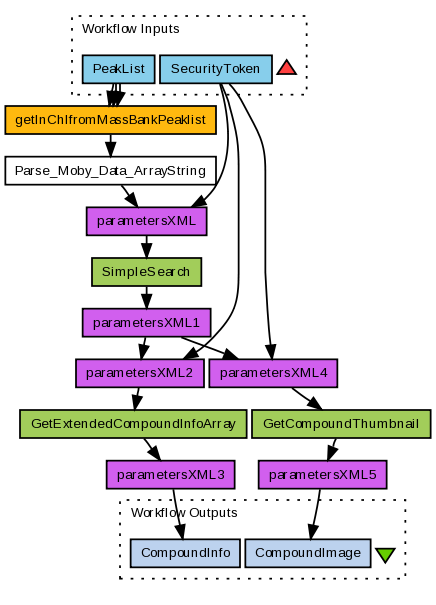 Workflow Inputs
PeakList
SecurityToken
getInChIfromMassBankPeaklist
Parse_Moby_Data_ArrayString
parametersXML
SimpleSearch
parametersXML1
parametersXML2
parametersXML4
GetExtendedCompoundInfoArray
GetCompoundThumbnail
parametersXML3
parametersXML5
Workflow Outputs
CompoundInfo
CompoundImage